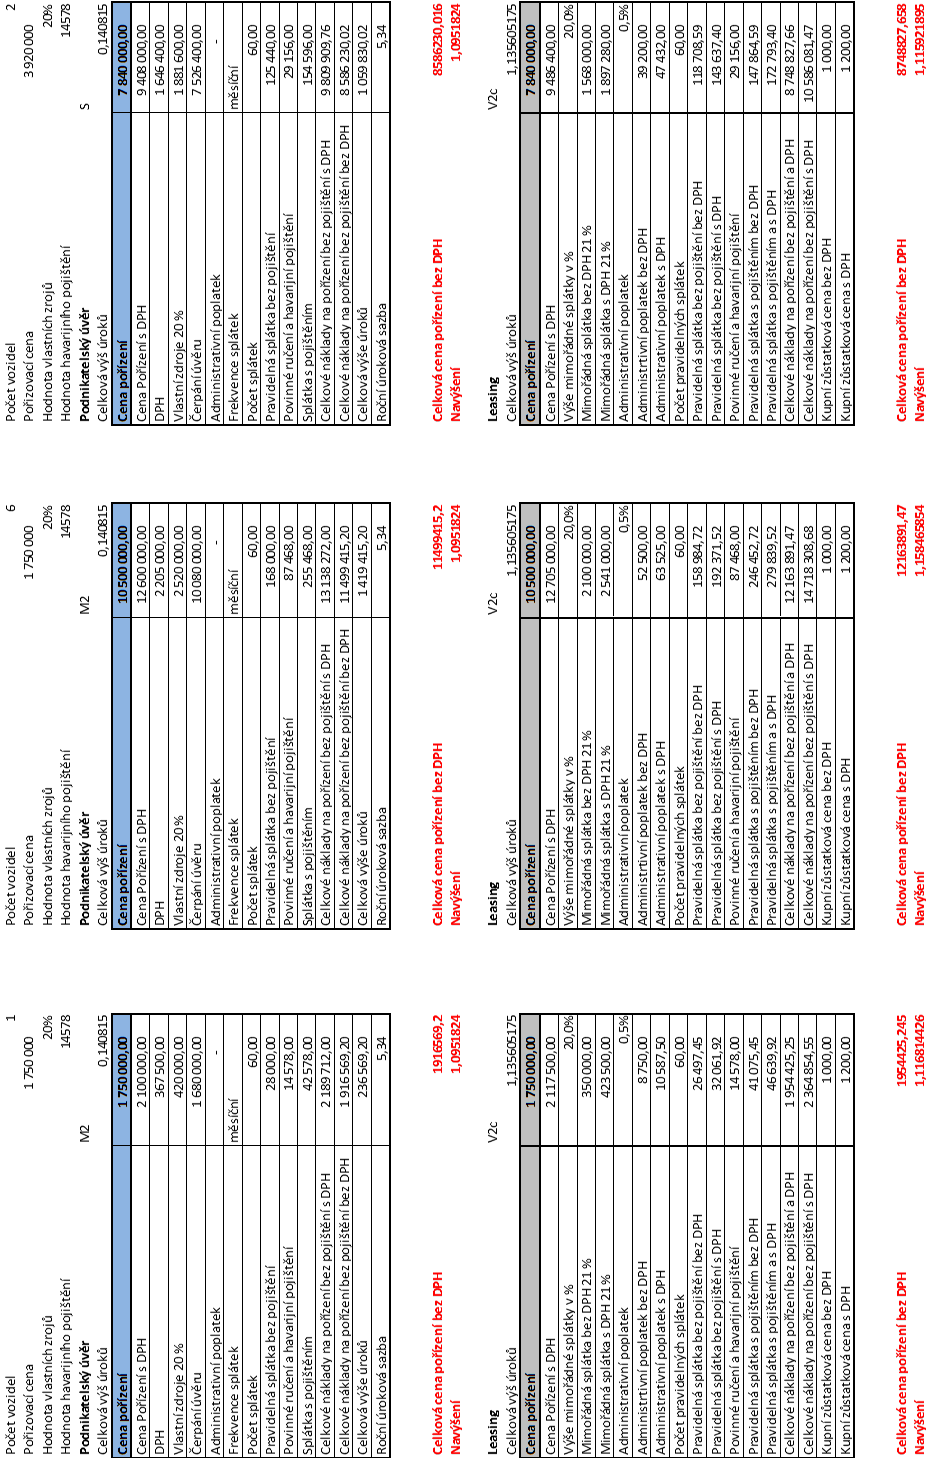 Počet vozidel 1
Pořizovací cena 1 750 000
Hodnota vlastních zrojů 20%
Hodnota havarijního pojištění 14578
Podnikatelský úvěr M2
Celková výš úroků 0,140815
Cena pořízení 1 750 000,00
Cena Pořízení s DPH 2 100 000,00
DPH 367 500,00
Vlastní zdroje 20 % 420 000,00
Čerpání úvěru 1 680 000,00
Administrativní poplatek -
Frekvence splátek měsíční
Počet splátek 60,00
Pravidelná splátka bez pojištění 28 000,00
Povinné ručení a havarijní pojištění 14 578,00
Splátka s pojištěním 42 578,00
Celkové náklady na pořízení bez pojištění s DPH 2 189 712,00
Celkové náklady na pořízení bez pojištění bez DPH 1 916 569,20
Celková výše úroků 236 569,20
Roční úroková sazba 5,34
Celková cena pořízení bez DPH 1916569,2
Navýšení 1,0951824
Počet vozidel 6
Pořizovací cena 1 750 000
Hodnota vlastních zrojů 20%
Hodnota havarijního pojištění 14578
Podnikatelský úvěr M2
Celková výš úroků 0,140815
Cena pořízení 10 500 000,00
Cena Pořízení s DPH 12 600 000,00
DPH 2 205 000,00
Vlastní zdroje 20 % 2 520 000,00
Čerpání úvěru 10 080 000,00
Administrativní poplatek -
Frekvence splátek měsíční
Počet splátek 60,00
Pravidelná splátka bez pojištění 168 000,00
Povinné ručení a havarijní pojištění 87 468,00
Splátka s pojištěním 255 468,00
Celkové náklady na pořízení bez pojištění s DPH 13 138 272,00
Celkové náklady na pořízení bez pojištění bez DPH 11 499 415,20
Celková výše úroků 1 419 415,20
Roční úroková sazba 5,34
Celková cena pořízení bez DPH 11499415,2
Navýšení 1,0951824
Počet vozidel 2
Pořizovací cena 3 920 000
Hodnota vlastních zrojů 20%
Hodnota havarijního pojištění 14578
Podnikatelský úvěr S
Celková výš úroků 0,140815
Cena pořízení 7 840 000,00
Cena Pořízení s DPH 9 408 000,00
DPH 1 646 400,00
Vlastní zdroje 20 % 1 881 600,00
Čerpání úvěru 7 526 400,00
Administrativní poplatek -
Frekvence splátek měsíční
Počet splátek 60,00
Pravidelná splátka bez pojištění 125 440,00
Povinné ručení a havarijní pojištění 29 156,00
Splátka s pojištěním 154 596,00
Celkové náklady na pořízení bez pojištění s DPH 9 809 909,76
Celkové náklady na pořízení bez pojištění bez DPH 8 586 230,02
Celková výše úroků 1 059 830,02
Roční úroková sazba 5,34
Celková cena pořízení bez DPH 8586230,016
Navýšení 1,0951824
Leasing V2c
Celková výš úroků 1,135605175
Cena pořízení 1 750 000,00
Cena Pořízení s DPH 2 117 500,00
Výše mimořádné splátky v % 20,0%
Mimořádná splátka bez DPH 21 % 350 000,00
Mimořádná splátka s DPH 21 % 423 500,00
Administrativní poplatek 0,5%
Administrtivní poplatek bez DPH 8 750,00
Administrativní poplatek s DPH 10 587,50
Počet pravidelných splátek 60,00
Pravidelná splátka bez pojištění bez DPH 26 497,45
Pravidelná splátka bez pojištění s DPH 32 061,92
Povinné ručení a havarijní pojištění 14 578,00
Pravidelná splátka s pojištěním bez DPH 41 075,45
Pravidelná splátka s pojištěním a s DPH 46 639,92
Celkové náklady na pořízení bez pojištění a DPH 1 954 425,25
Celkové náklady na pořízení bez pojištění s DPH 2 364 854,55
Kupní zůstatková cena bez DPH 1 000,00
Kupní zůstatková cena s DPH 1 200,00
Celková cena pořízení bez DPH 1954425,245
Navýšení 1,116814426
Leasing V2c
Celková výš úroků 1,135605175
Cena pořízení 10 500 000,00
Cena Pořízení s DPH 12 705 000,00
Výše mimořádné splátky v % 20,0%
Mimořádná splátka bez DPH 21 % 2 100 000,00
Mimořádná splátka s DPH 21 % 2 541 000,00
Administrativní poplatek 0,5%
Administrtivní poplatek bez DPH 52 500,00
Administrativní poplatek s DPH 63 525,00
Počet pravidelných splátek 60,00
Pravidelná splátka bez pojištění bez DPH 158 984,72
Pravidelná splátka bez pojištění s DPH 192 371,52
Povinné ručení a havarijní pojištění 87 468,00
Pravidelná splátka s pojištěním bez DPH 246 452,72
Pravidelná splátka s pojištěním a s DPH 279 839,52
Celkové náklady na pořízení bez pojištění a DPH 12 163 891,47
Celkové náklady na pořízení bez pojištění s DPH 14 718 308,68
Kupní zůstatková cena bez DPH 1 000,00
Kupní zůstatková cena s DPH 1 200,00
Celková cena pořízení bez DPH 12163891,47
Navýšení 1,158465854
Leasing V2c
Celková výš úroků 1,135605175
Cena pořízení 7 840 000,00
Cena Pořízení s DPH 9 486 400,00
Výše mimořádné splátky v % 20,0%
Mimořádná splátka bez DPH 21 % 1 568 000,00
Mimořádná splátka s DPH 21 % 1 897 280,00
Administrativní poplatek 0,5%
Administrtivní poplatek bez DPH 39 200,00
Administrativní poplatek s DPH 47 432,00
Počet pravidelných splátek 60,00
Pravidelná splátka bez pojištění bez DPH 118 708,59
Pravidelná splátka bez pojištění s DPH 143 637,40
Povinné ručení a havarijní pojištění 29 156,00
Pravidelná splátka s pojištěním bez DPH 147 864,59
Pravidelná splátka s pojištěním a s DPH 172 793,40
Celkové náklady na pořízení bez pojištění a DPH 8 748 827,66
Celkové náklady na pořízení bez pojištění s DPH 10 586 081,47
Kupní zůstatková cena bez DPH 1 000,00
Kupní zůstatková cena s DPH 1 200,00
Celková cena pořízení bez DPH 8748827,658
Navýšení 1,115921895